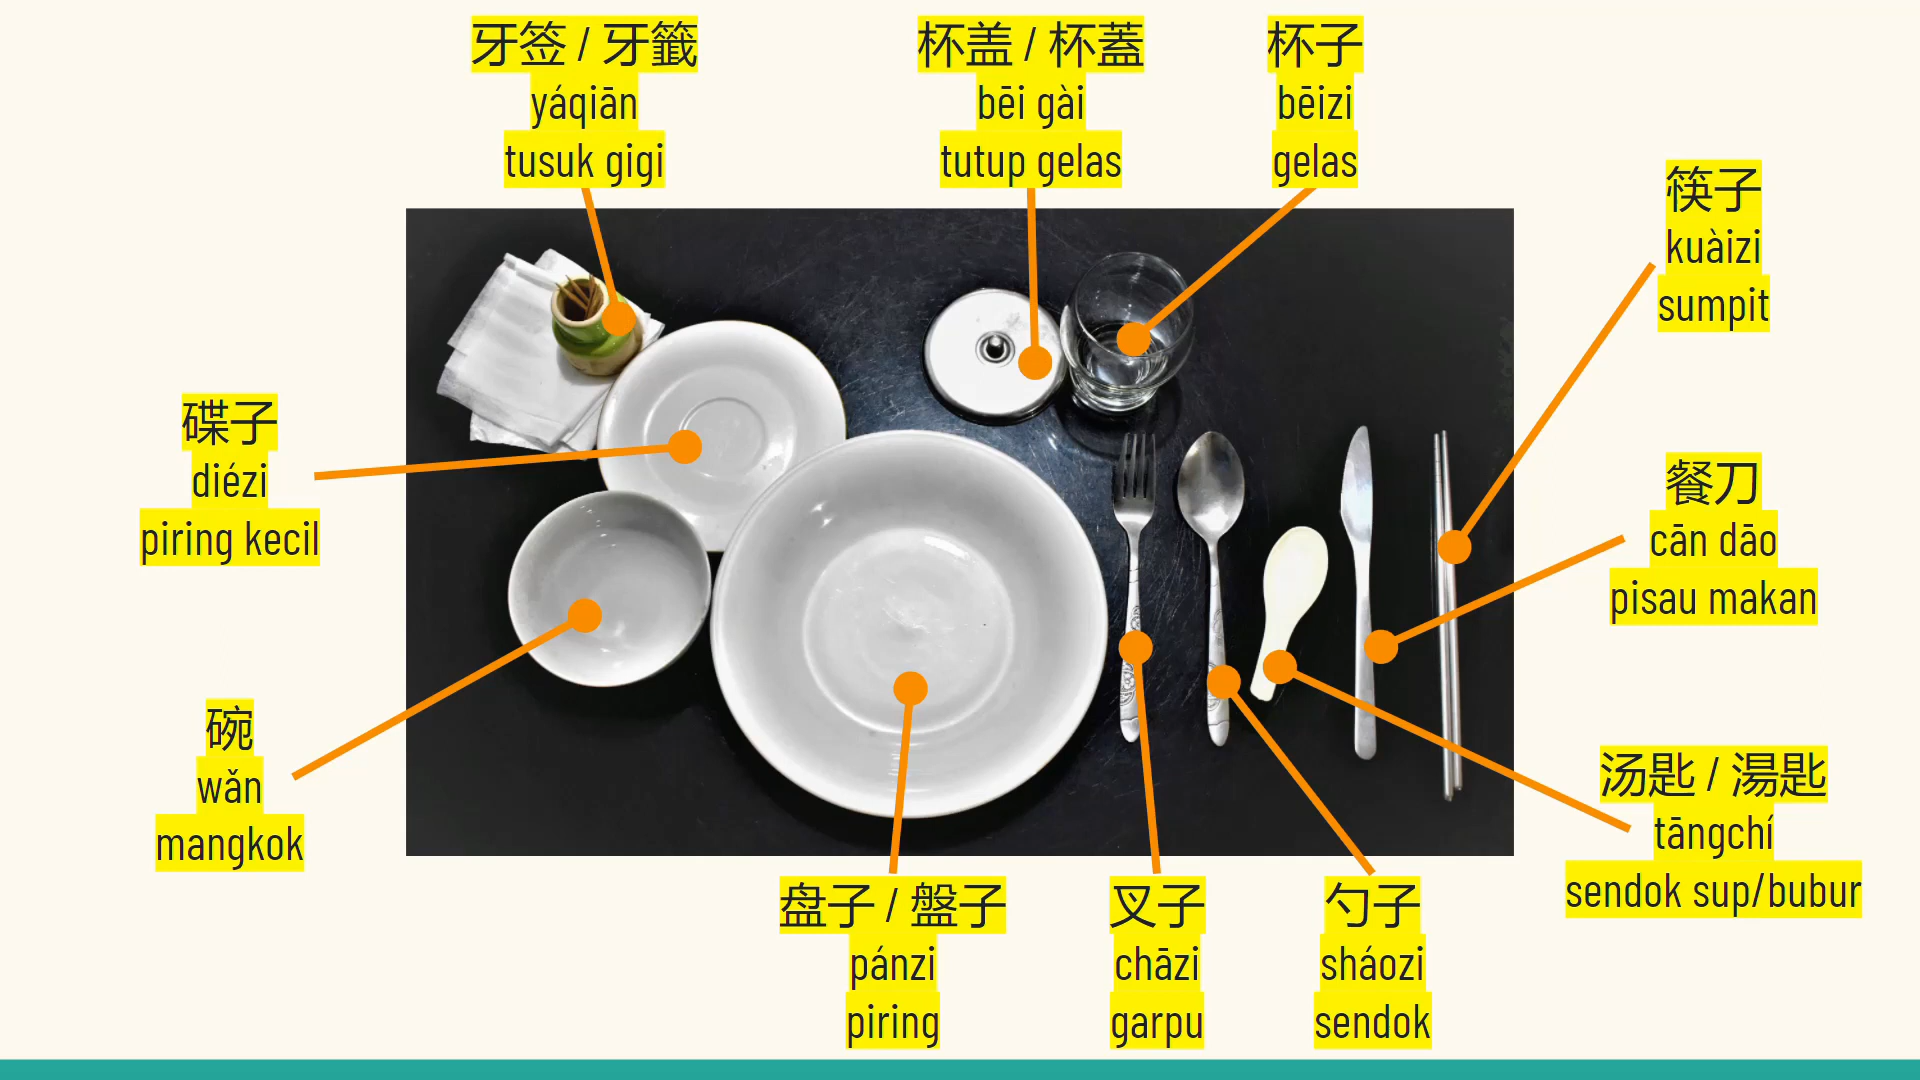 牙签 / 牙籤
yáqiān
tusuk gigi
杯盖 / 杯蓋
bēi gài
tutup gelas
杯子
bēizi
gelas
筷子
kuàizi
sumpit
碟子
diézi
piring kecil
餐刀
cān dāo
pisau makan
碗
wǎn
mangkok
汤匙 / 湯匙
tāngchí
sendok sup/bubur
盘子 / 盤子
pánzi
piring
叉子
chāzi
garpu
勺子
sháozi
sendok